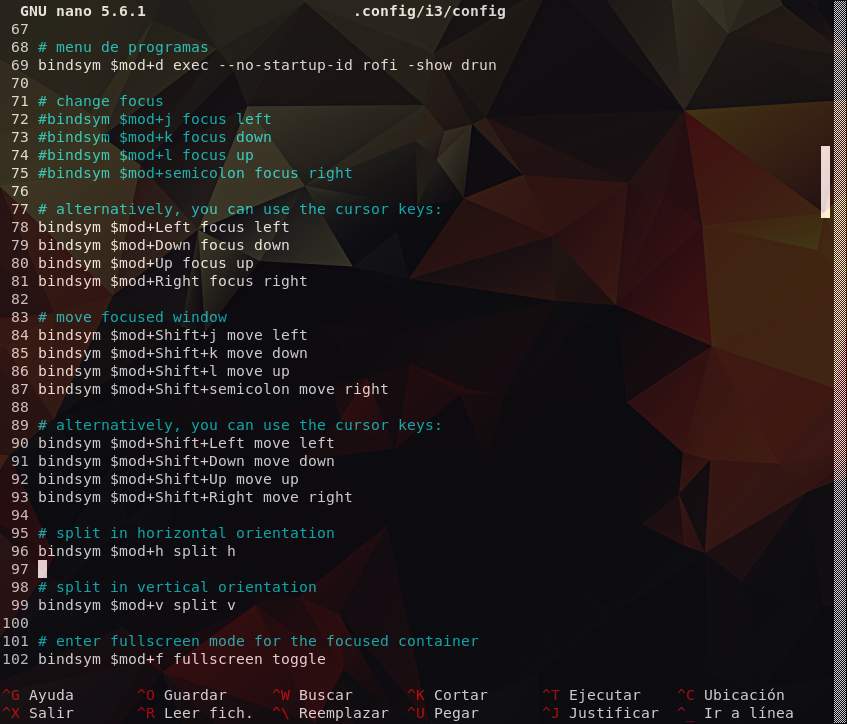 GNU nano 5.6.1 .config/i3/config
67
68 # menu de programas
69 bindsym $mod+d exec --no-startup-id rofi -show drun
70
71 # change focus
72 #bindsym $mod+j focus left
73 #bindsym $mod+k focus down
74 #bindsym $mod+l focus up
75 #bindsym $mod+semicolon focus right
76
77 # alternatively, you can use the cursor keys:
78 bindsym $mod+Left focus left
79 bindsym $mod+Down focus down
80 bindsym $mod+Up focus up
81 bindsym $mod+Right focus right
82
83 # move focused window
84 bindsym $mod+Shift+j move left
85 bindsym $mod+Shift+k move down
86 bindsym $mod+Shift+l move up
87 bindsym $mod+Shift+semicolon move right
88
89 # alternatively, you can use the cursor keys:
90 bindsym $mod+Shift+Left move left
91 bindsym $mod+Shift+Down move down
92 bindsym $mod+Shift+Up move up
93 bindsym $mod+Shift+Right move right
94
95 # split in horizontal orientation
96 bindsym $mod+h split h
97
98 # split in vertical orientation
99 bindsym $mod+v split v
100
101 # enter fullscreen mode for the focused container
102 bindsym $mod+f fullscreen toggle
^G Ayuda ^O Guardar ^W Buscar ^K Cortar ^T Ejecutar ^C Ubicación
^X Salir ^R Leer fich. ^\ Reemplazar ^U Pegar ^J Justificar ^_ Ir a línea